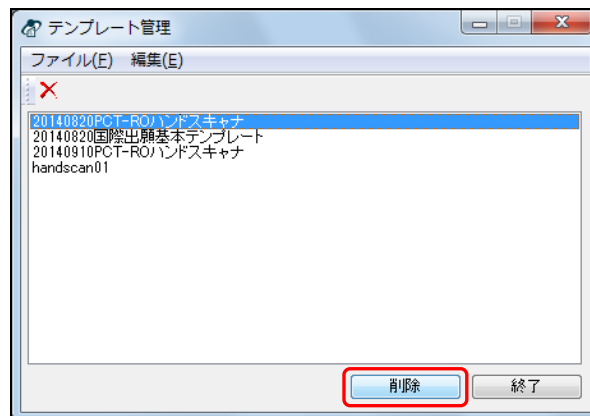 テンプレート管理
ファイル(F) 編集(E)
20140820PCT-ROハンドスキャナ
20140820国際出願基本テンプレート
20140910PCT-ROハンドスキャナ
handscan01
削除 終了